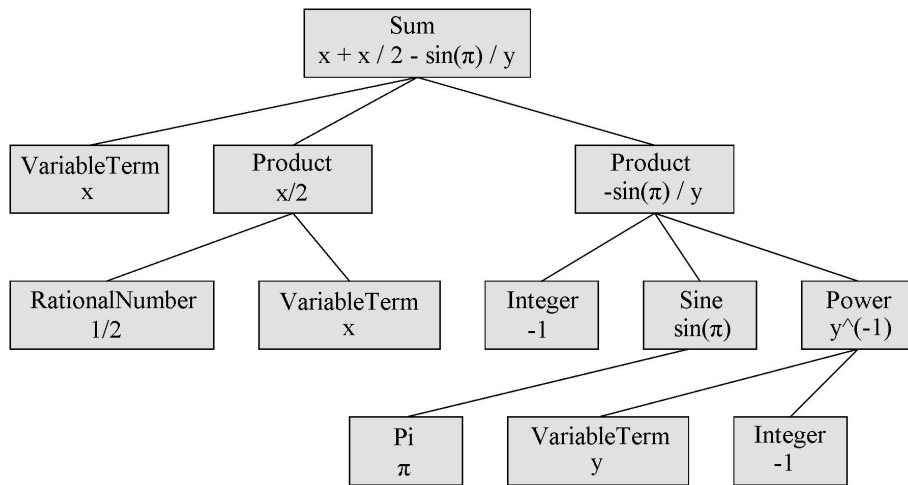 Sum
x + x / 2 - sin(π) / y
VariableTerm
x
Product
x/2
Product
-sin(π) / y
RationalNumber
1/2
VariableTerm
x
Integer
-1
Sine
sin(π)
Power
y^(-1)
Pi
π
VariableTerm
y
Integer
-1